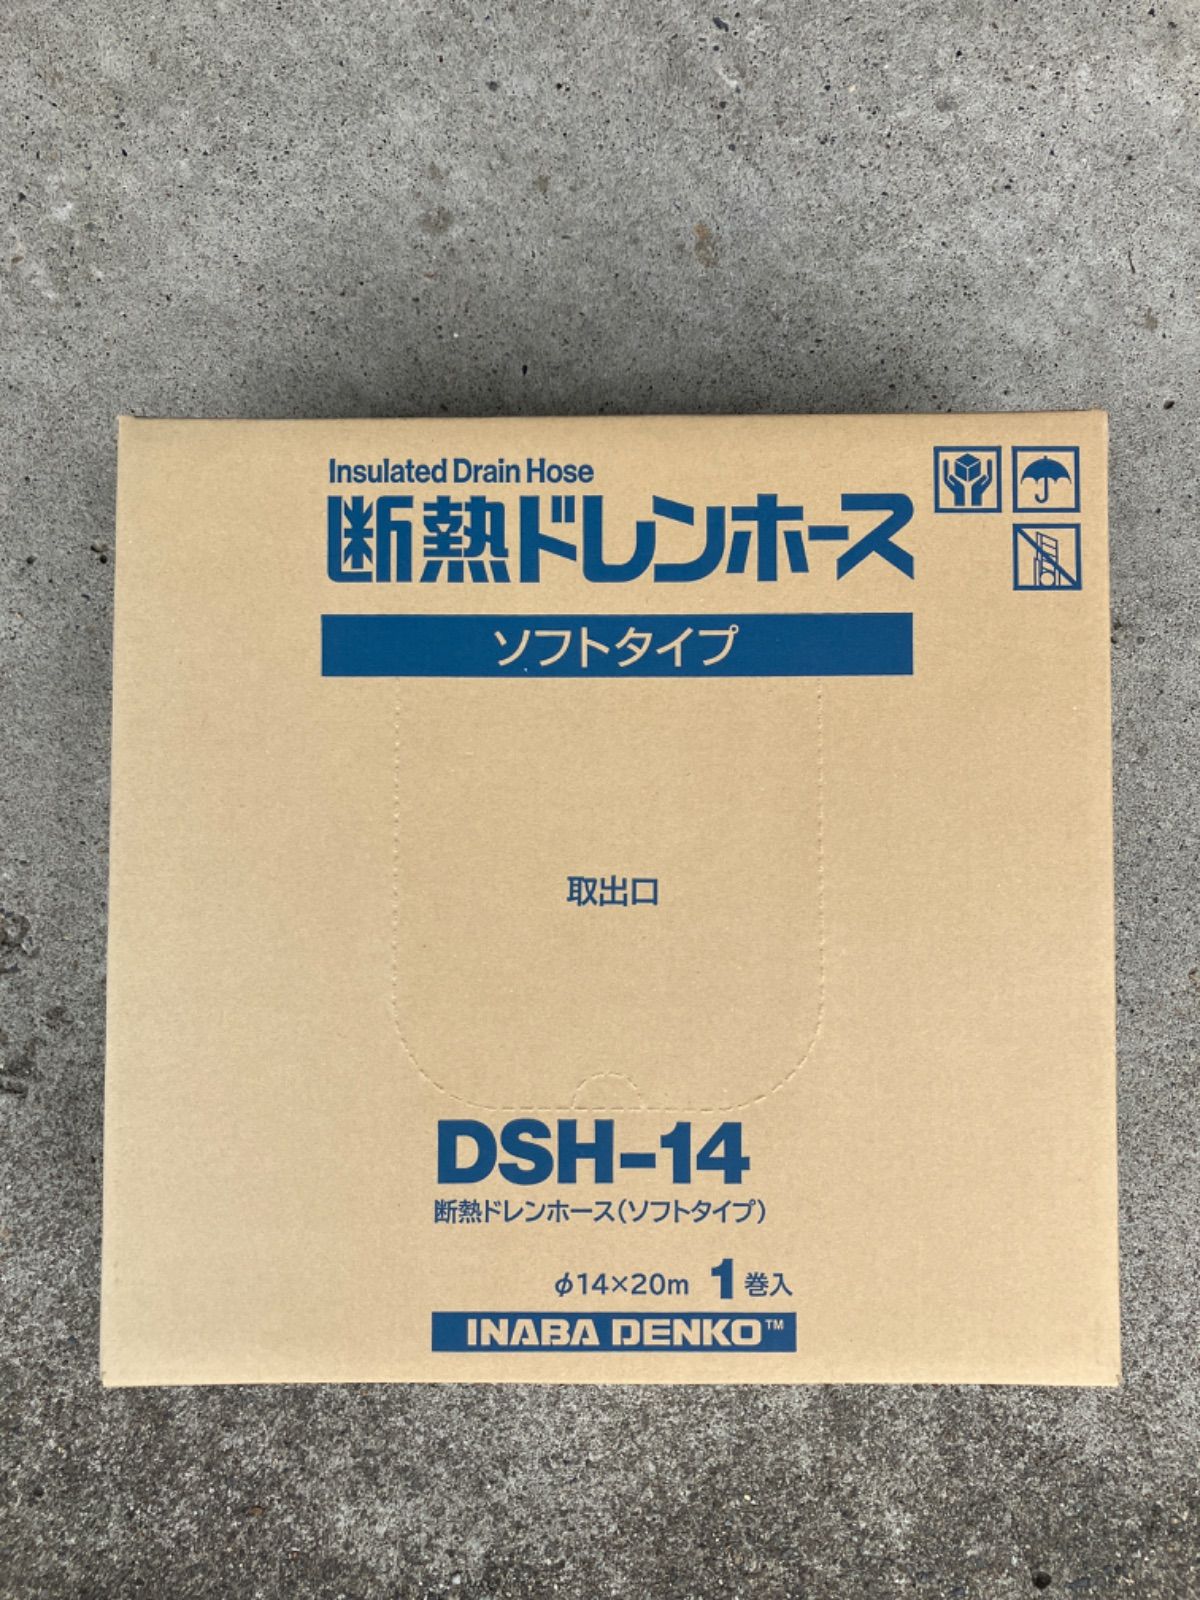 Insulated Drain Hose
断熱ドレンホース
ソフトタイプ
取出口
DSH-14
断熱ドレンホース(ソフトタイプ)
φ14×20m 1巻入
INABA DENKO™